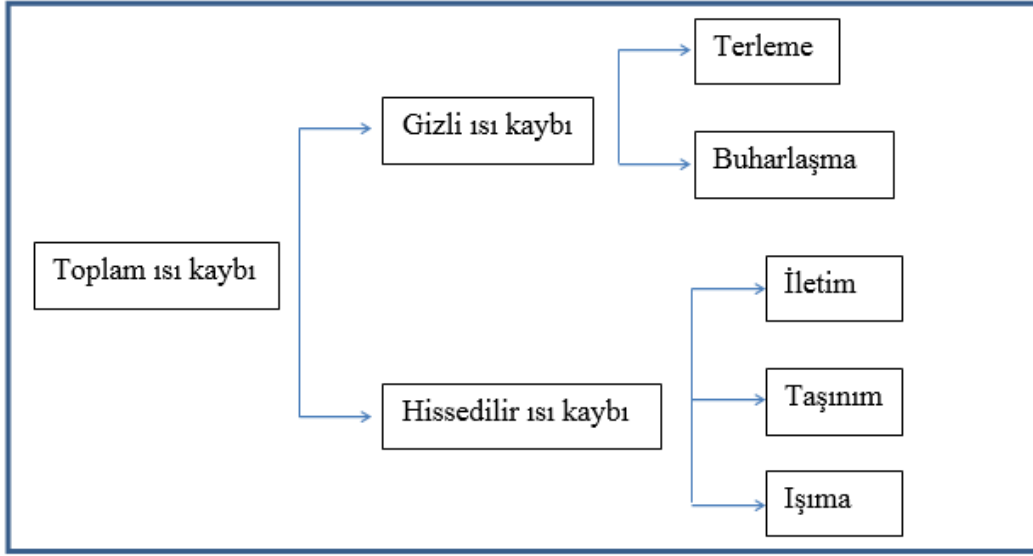 Toplam ısı kaybı
Gizli ısı kaybı
Terleme
Buharlaşma
Hissedilir ısı kaybı
İletim
Taşınım
Işıma